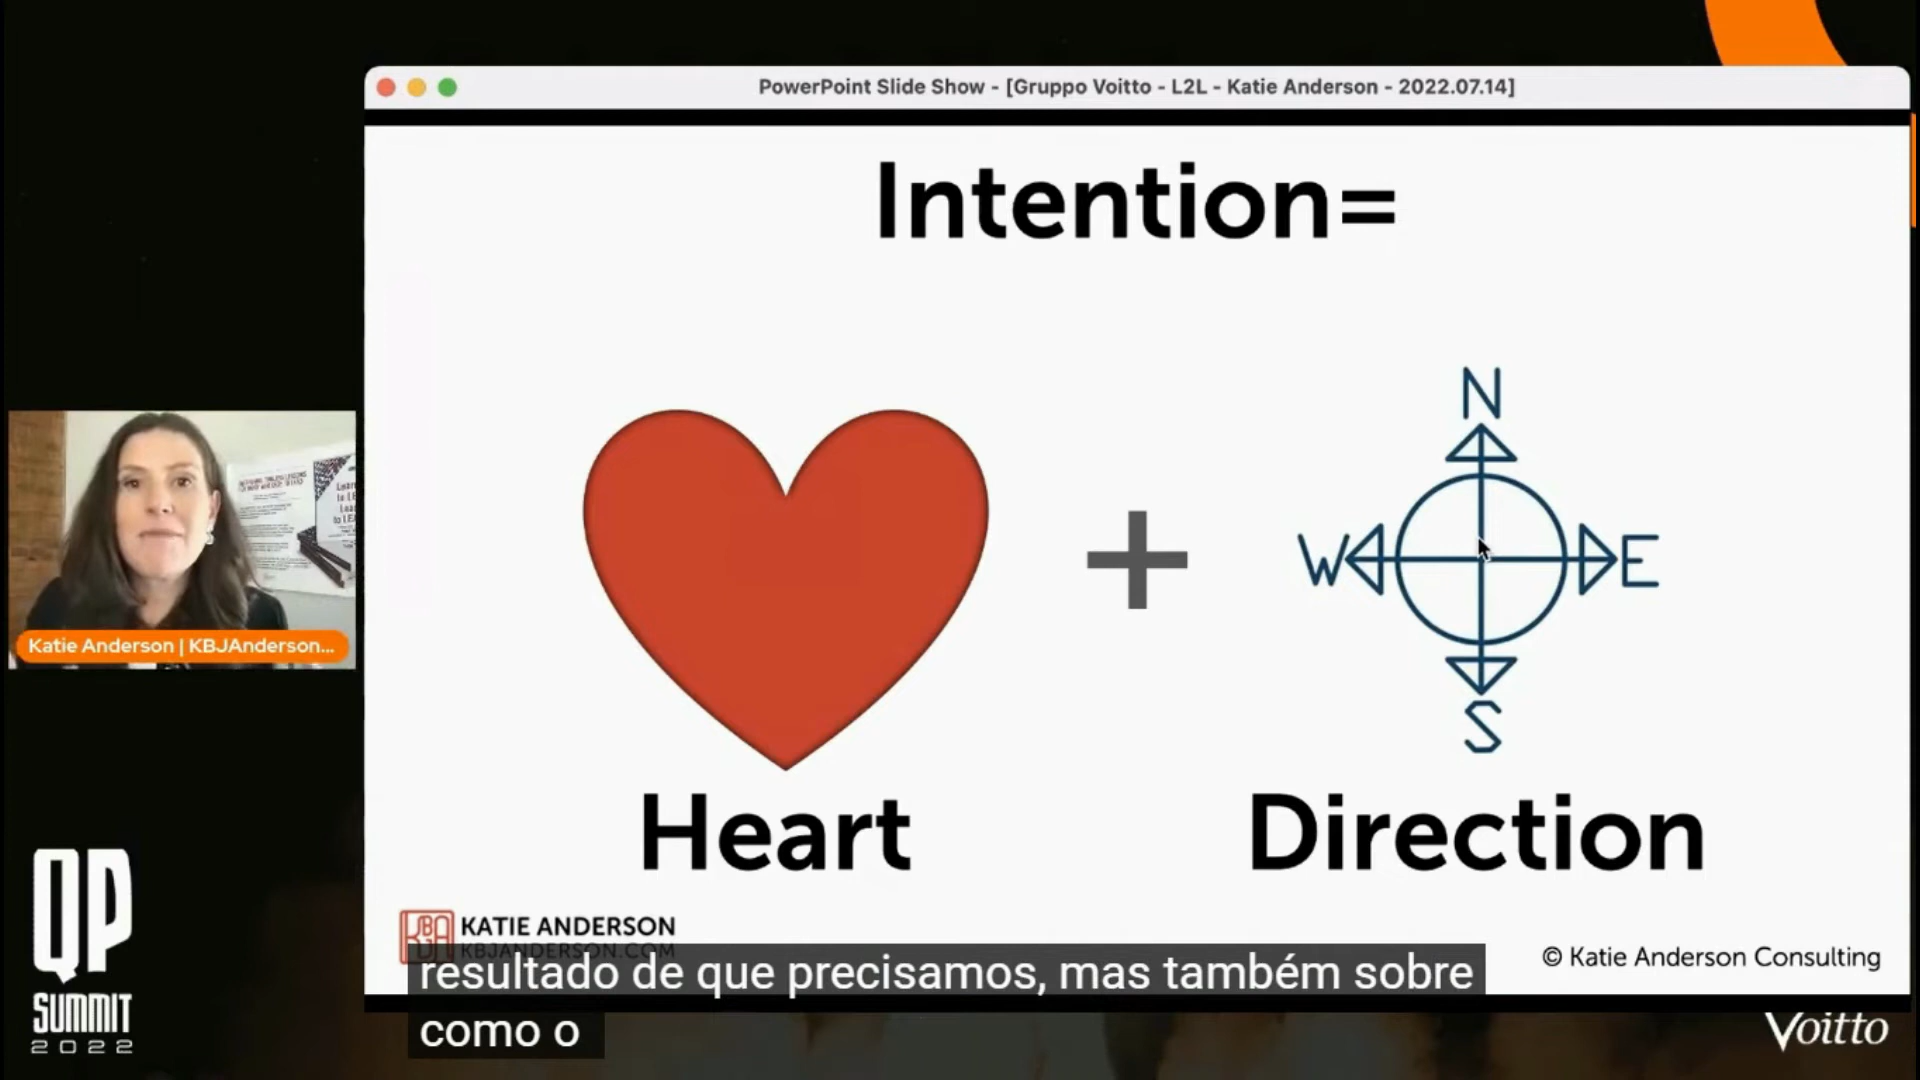 PowerPoint Slide Show - [Gruppo Voitto - L2L - Katie Anderson - 2022.07.14]
Intention=
N
W
E
S
+
Heart
Direction
Katie Anderson | KBJAnderson...
KATIE ANDERSON
KBJANDERSON.COM
© Katie Anderson Consulting
resultado de que precisamos, mas também sobre
como o
QP
SUMMIT
2022
Voitto